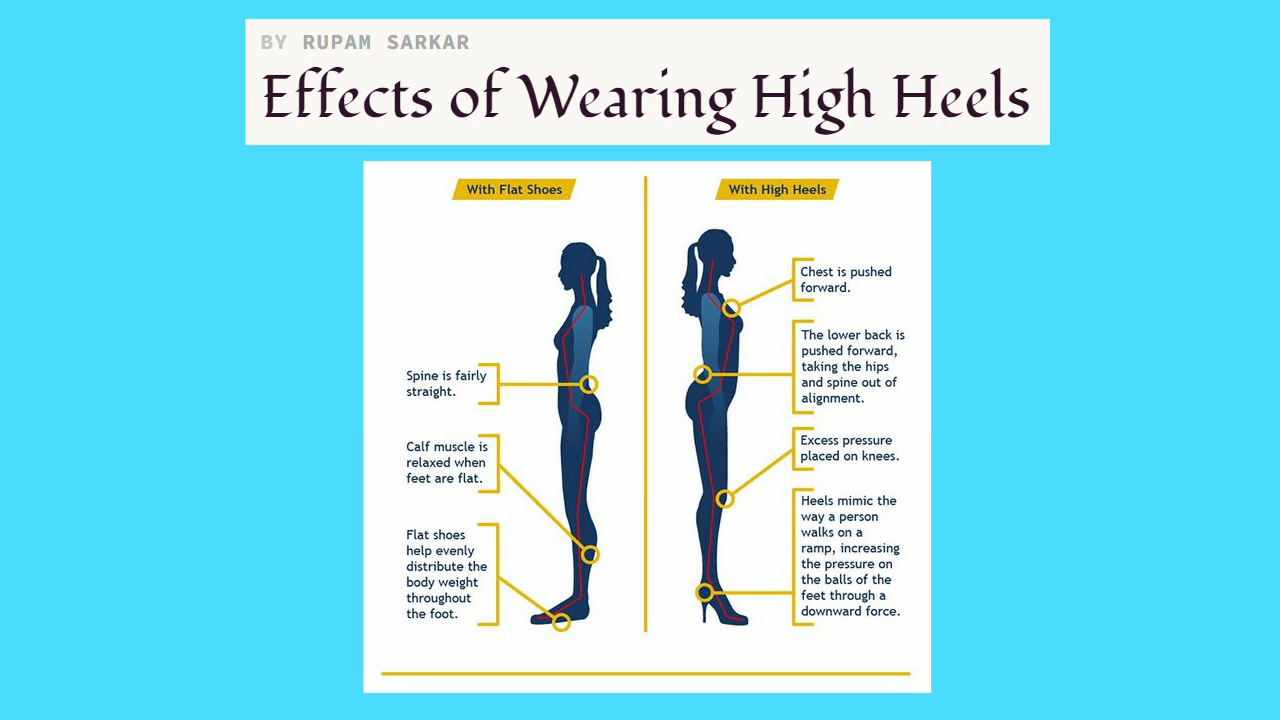 BY RUPAM SARKAR
Effects of Wearing High Heels
With Flat Shoes
Spine is fairly
straight.
Calf muscle is
relaxed when
feet are flat.
Flat shoes
help evenly
distribute the
body weight
throughout
the foot.
With High Heels
Chest is pushed
forward.
The lower back is
pushed forward,
taking the hips
and spine out of
alignment.
Excess pressure
placed on knees.
Heels mimic the
way a person
walks on a
ramp, increasing
the pressure on
the balls of the
feet through a
downward force.